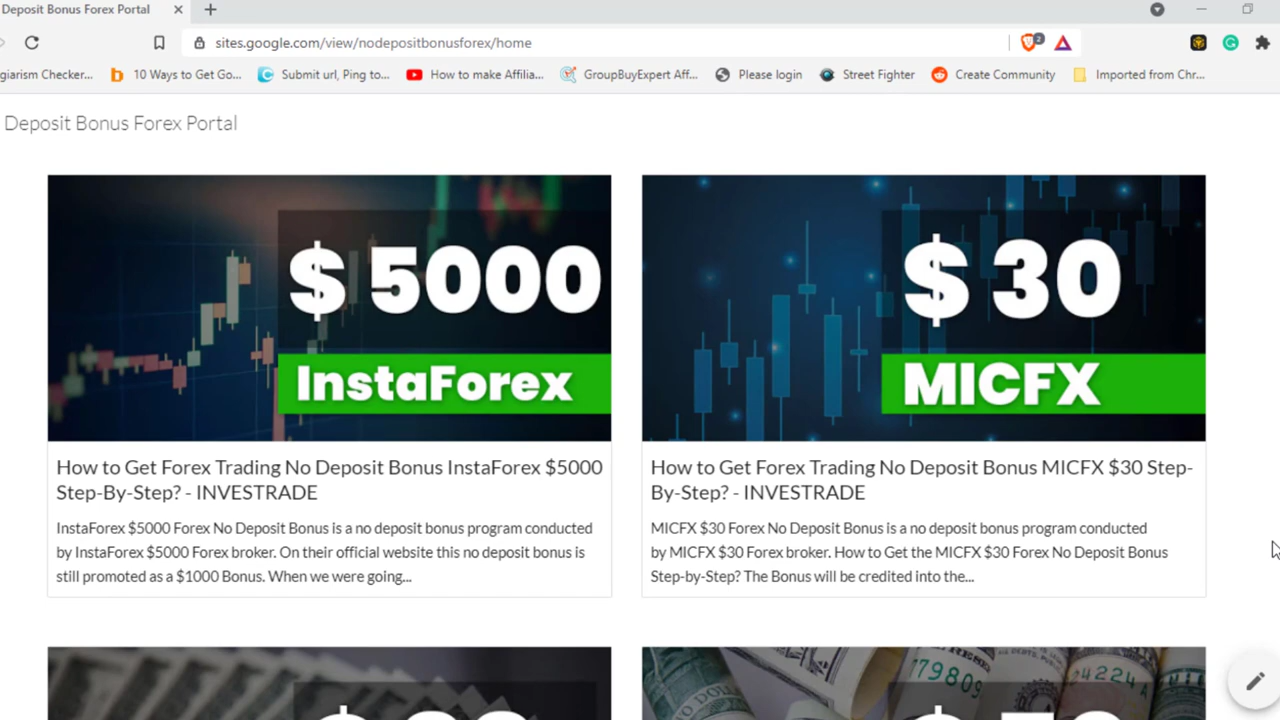 Deposit Bonus Forex Portal
sites.google.com/view/nodepositbonusforex/home
2
giarism Checker...
10 Ways to Get Go...
Submit url, Ping to...
How to make Affilia...
GroupBuyExpert Aff...
Please login
Street Fighter
Create Community
Imported from Chr...
Deposit Bonus Forex Portal
$ 5000
InstaForex
$ 30
MICFX
How to Get Forex Trading No Deposit Bonus InstaForex $5000
Step-By-Step? - INVESTRADE
InstaForex $5000 Forex No Deposit Bonus is a no deposit bonus program conducted
by InstaForex $5000 Forex broker. On their official website this no deposit bonus is
still promoted as a $1000 Bonus. When we were going...
How to Get Forex Trading No Deposit Bonus MICFX $30 Step-
By-Step? - INVESTRADE
MICFX $30 Forex No Deposit Bonus is a no deposit bonus program conducted
by MICFX $30 Forex broker. How to Get the MICFX $30 Forex No Deposit Bonus
Step-by-Step? The Bonus will be credited into the...